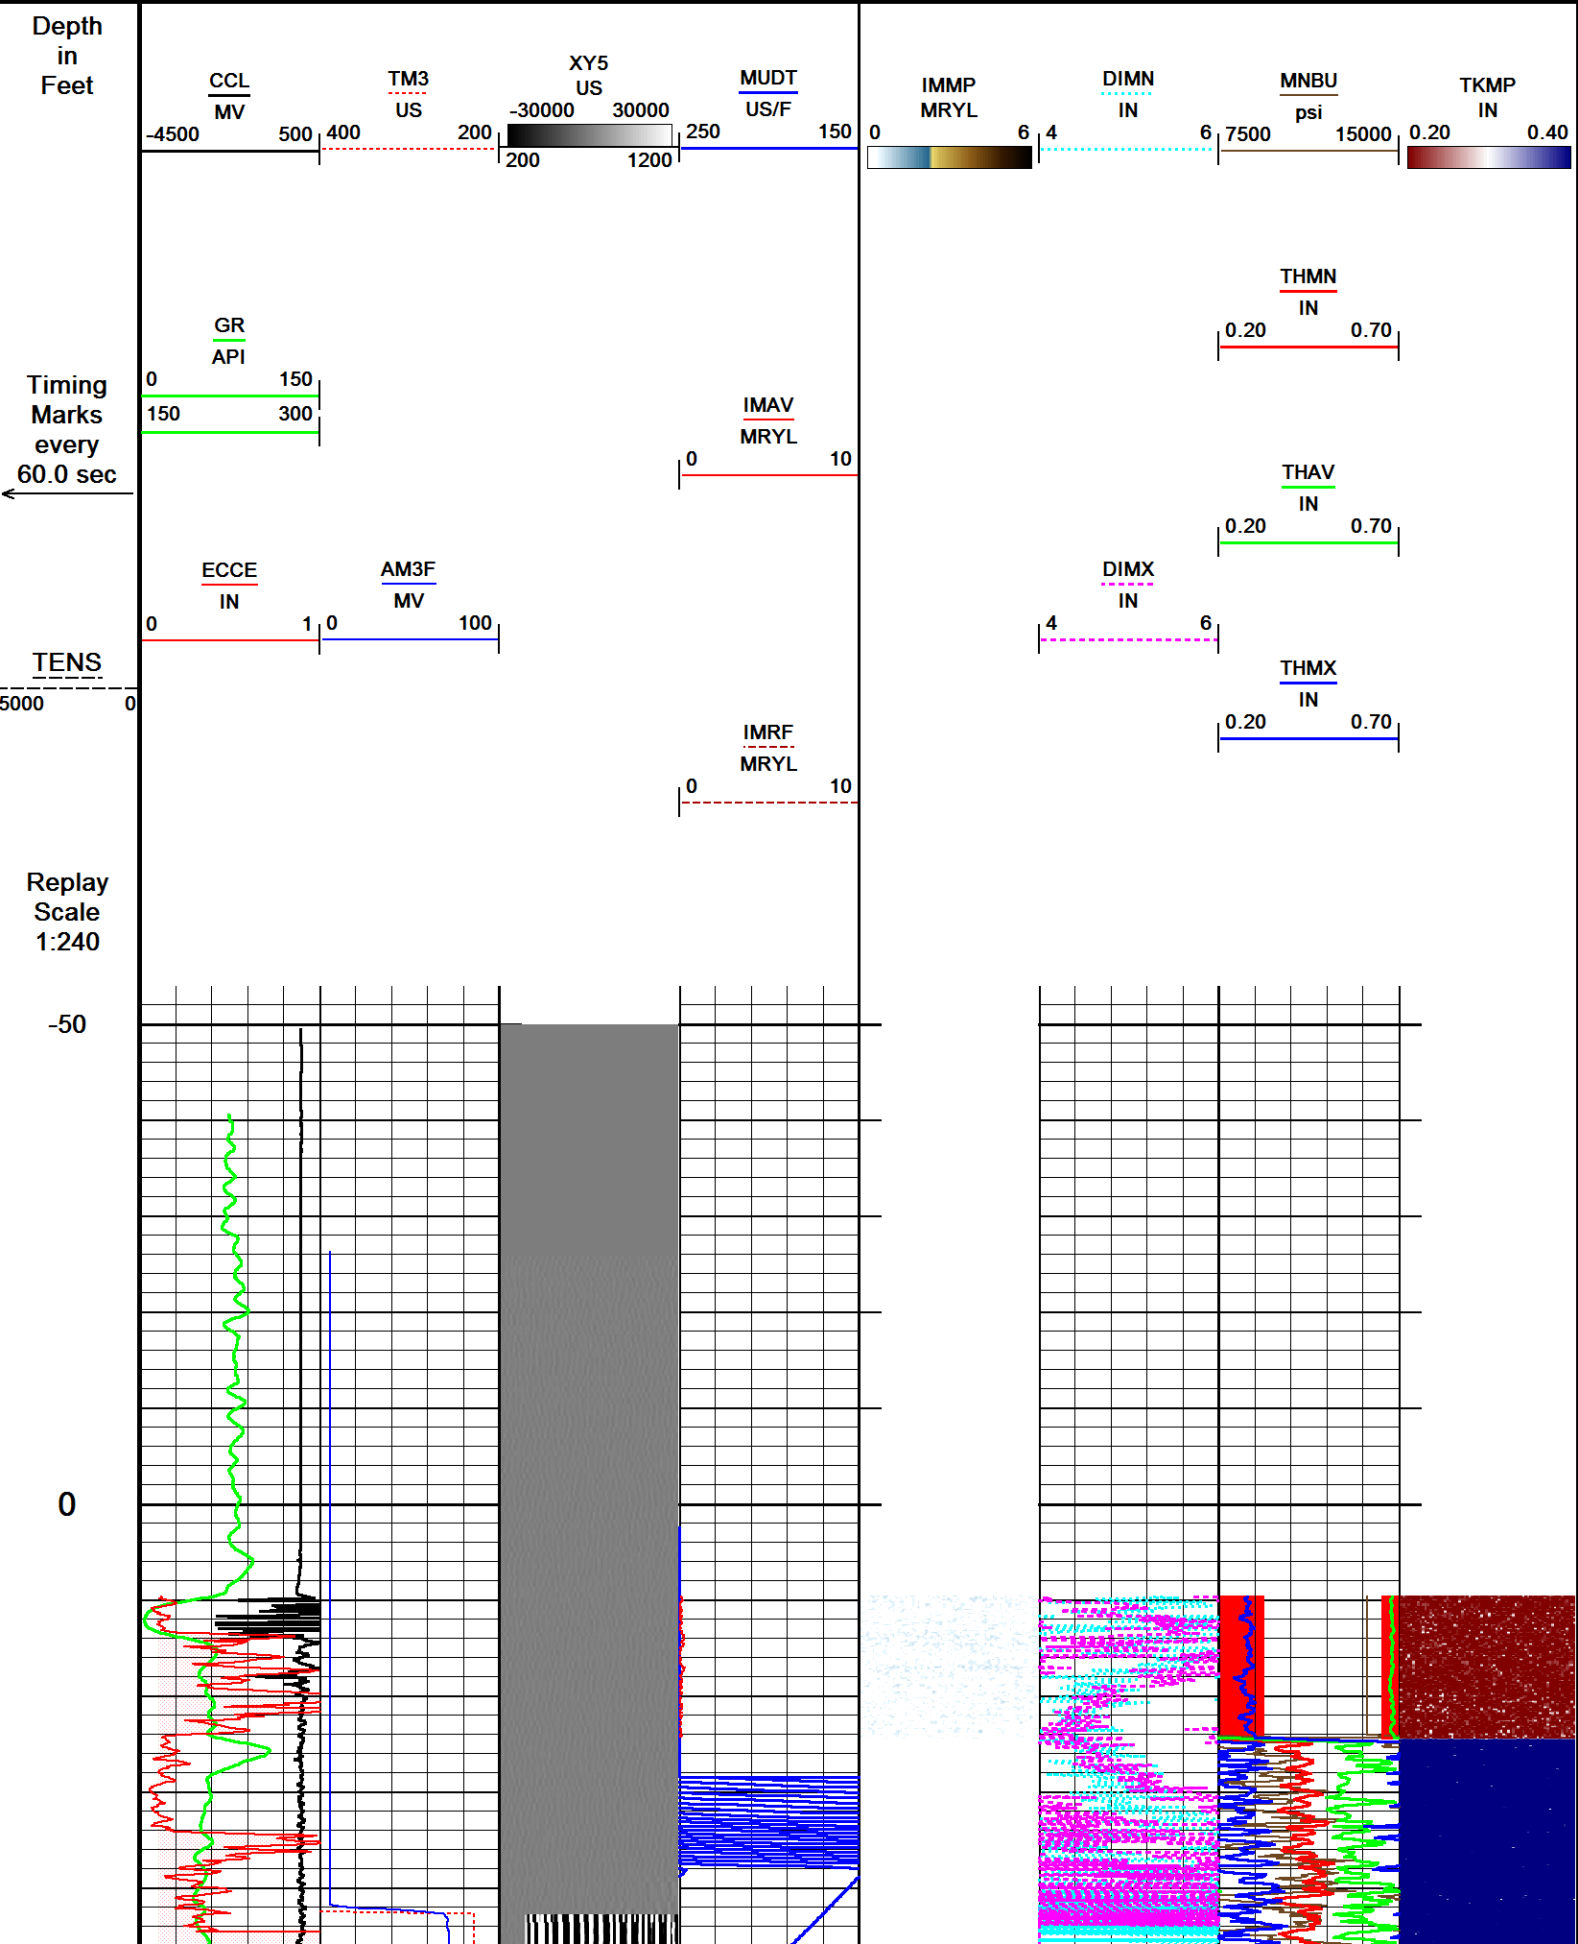 Depth
in
Feet
CCL
MV
-4500 500
TM3
US
400 200
XY5
US
-30000 30000
200 1200
MUDT
US/F
250 150
IMMP
MRYL
0 6
DIMN
IN
4 6
MNBU
psi
7500 15000
TKMP
IN
0.20 0.40
THMN
IN
0.20 0.70
GR
API
0 150
150 300
Timing
Marks
every
60.0 sec
IMAV
MRYL
0 10
THAV
IN
0.20 0.70
ECCE
IN
0 1
AM3F
MV
0 100
DIMX
IN
4 6
TENS
5000 0
THMX
IN
0.20 0.70
IMRF
MRYL
0 10
Replay
Scale
1:240
-50
0